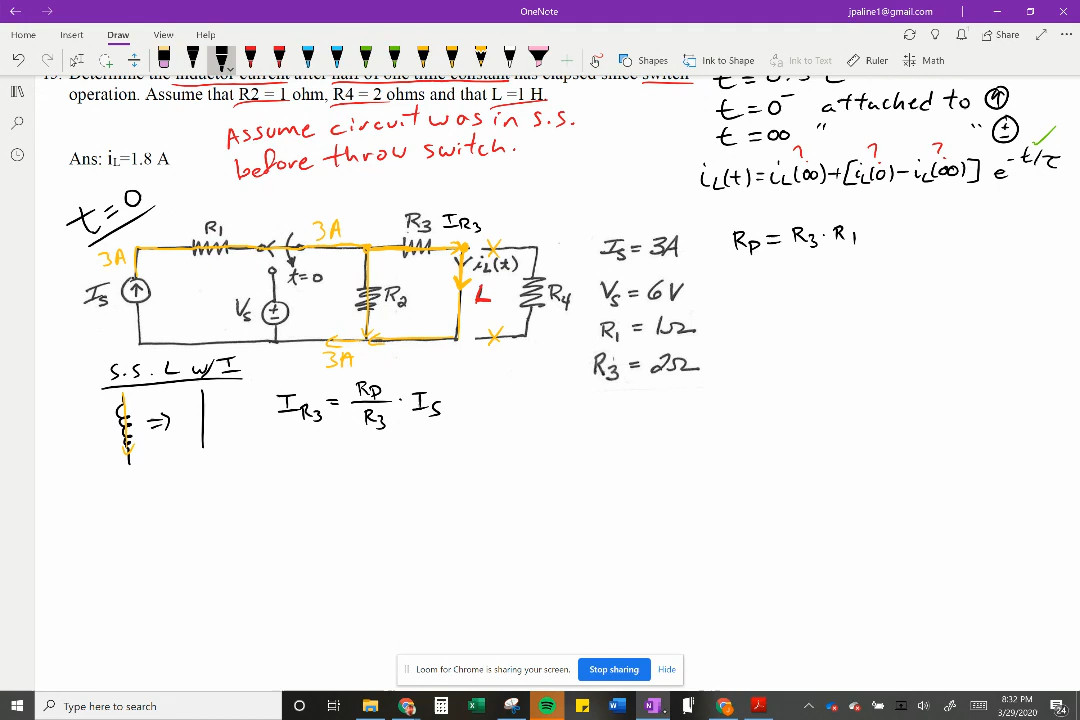 OneNote
jpaline1@gmail.com
Home Insert Draw View Help
Share
Shapes Ink to Shape Ink to Text Ruler Math
operation. Assume that R2 = 1 ohm, R4 = 2 ohms and that L =1 H.
Assume circuit was in s.s.
before throw switch.
Ans: iL=1.8 A
t=0⁻ attached to
t=∞ " "
? ? ?
iL(t)=iL(∞)+[iL(0)-iL(∞)] e^-t/τ
t=0
R1 3A R3 IR3
3A
t=0 iL(t)
Is Vs R2 L R4
3A
Rp = R3 · R1
Is = 3A
Vs = 6V
R1 = 1Ω
R3 = 2Ω
S.S. L w/ I
⇒
IR3 = Rp/R3 · Is
Loom for Chrome is sharing your screen. Stop sharing Hide
Type here to search
8:32 PM
3/29/2020
24